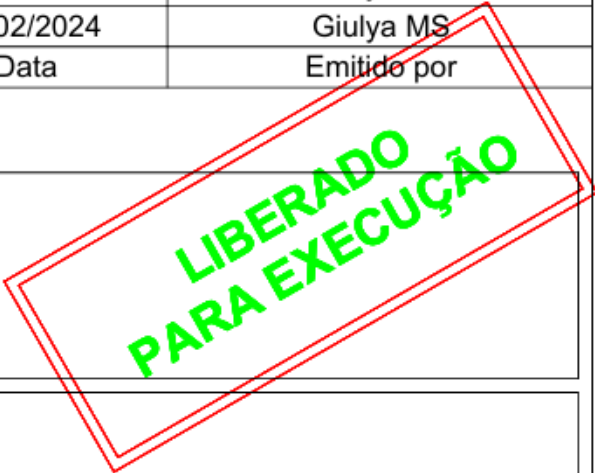 02/2024 Giulya MS
Data Emitido por
LIBERADO
PARA EXECUÇÃO